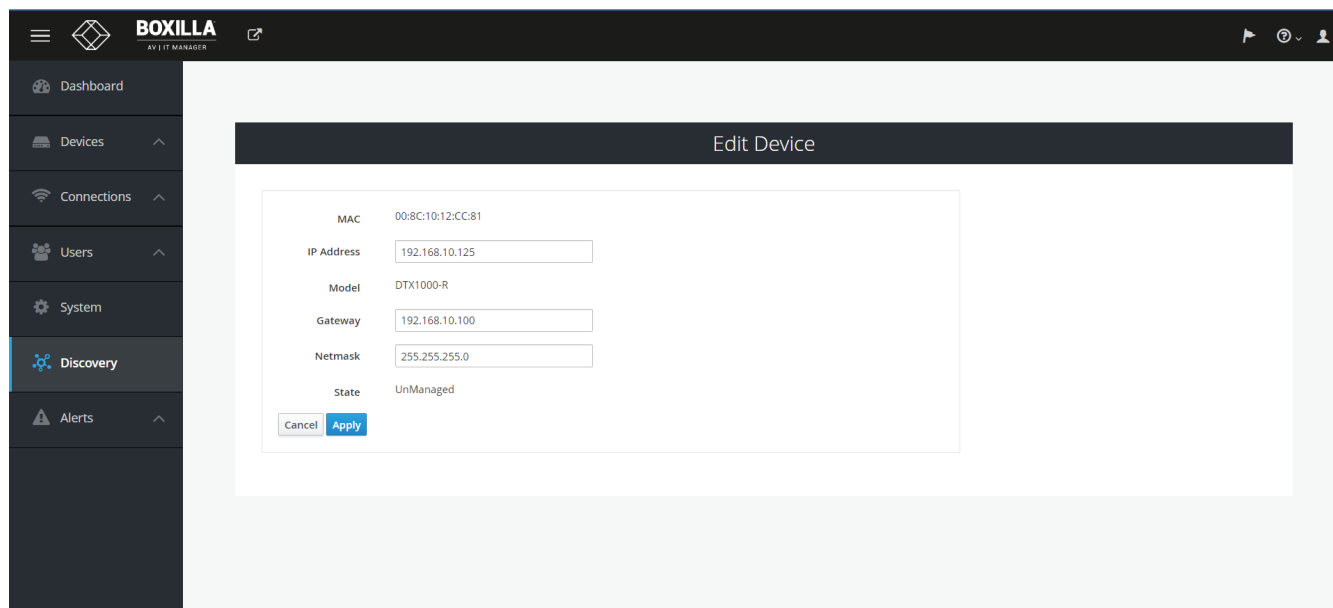 BOXILLA
AV | IT MANAGER
Dashboard
Devices
Connections
Users
System
Discovery
Alerts
Edit Device
MAC 00:8C:10:12:CC:81
IP Address 192.168.10.125
Model DTX1000-R
Gateway 192.168.10.100
Netmask 255.255.255.0
State UnManaged
Cancel Apply